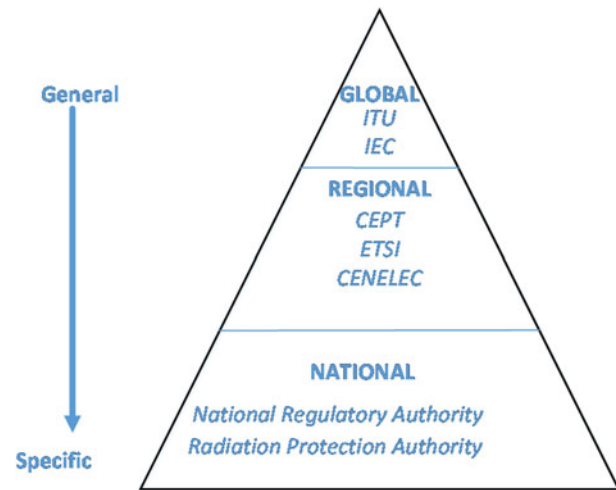 General
GLOBAL
ITU
IEC
REGIONAL
CEPT
ETSI
CENELEC
NATIONAL
National Regulatory Authority
Radiation Protection Authority
Specific